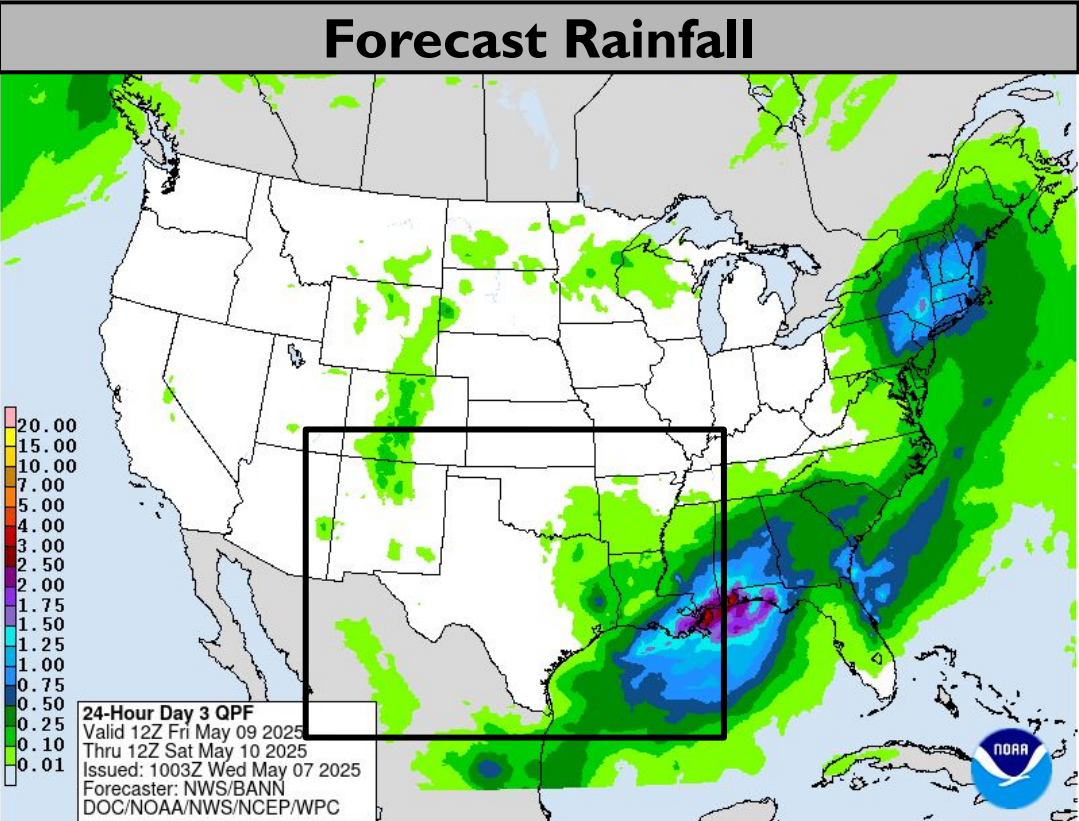 Forecast Rainfall
20.00
15.00
10.00
7.00
5.00
4.00
3.00
2.50
2.00
1.75
1.50
1.25
1.00
0.75
0.50
0.25
0.10
0.01
24-Hour Day 3 QPF
Valid 12Z Fri May 09 2025
Thru 12Z Sat May 10 2025
Issued: 1003Z Wed May 07 2025
Forecaster: NWS/BANN
DOC/NOAA/NWS/NCEP/WPC
NOAA